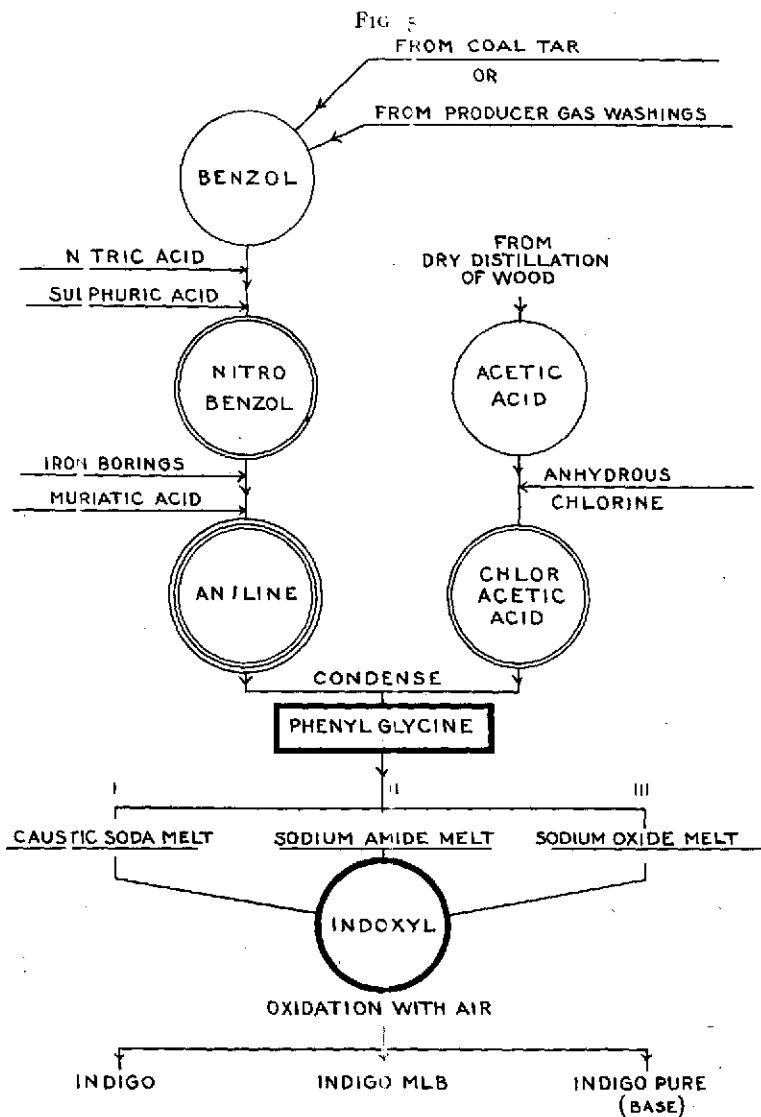 FIG 5
FROM COAL TAR
OR
FROM PRODUCER GAS WASHINGS
BENZOL
NITRIC ACID
SULPHURIC ACID
FROM
DRY DISTILLATION
OF WOOD
NITRO
BENZOL
ACETIC
ACID
IRON BORINGS
MURIATIC ACID
ANHYDROUS
CHLORINE
ANILINE
CHLOR
ACETIC
ACID
CONDENSE
PHENYL GLYCINE
I
II
III
CAUSTIC SODA MELT
SODIUM AMIDE MELT
SODIUM OXIDE MELT
INDOXYL
OXIDATION WITH AIR
INDIGO
INDIGO MLB
INDIGO PURE
(BASE)